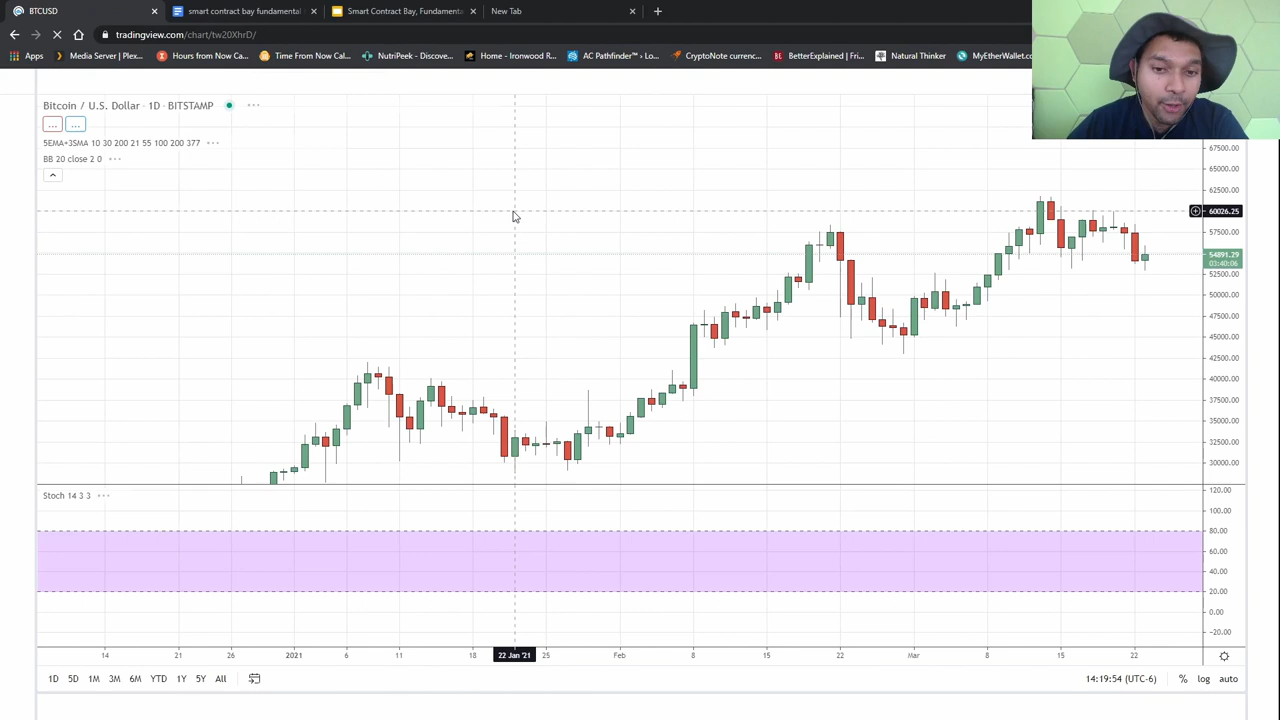 BTCUSD
smart contract bay fundamental
Smart Contract Bay, Fundamenta
New Tab
tradingview.com/chart/tw20XhrD/
Apps
Media Server | Plex...
Hours from Now Ca...
Time From Now Cal...
NutriPeek - Discove...
Home - Ironwood R...
AC Pathfinder™ › Lo...
CryptoNote currenc...
BetterExplained | Fri...
Natural Thinker
MyEtherWallet.co
Bitcoin / U.S. Dollar · 1D · BITSTAMP
5EMA+3SMA 10 30 200 21 55 100 200 377
BB 20 close 2 0
67500.00
65000.00
62500.00
60026.25
57500.00
54891.29
03:40:06
52500.00
50000.00
47500.00
45000.00
42500.00
40000.00
37500.00
35000.00
32500.00
30000.00
Stoch 14 3 3
120.00
100.00
80.00
60.00
40.00
20.00
0.00
−20.00
14
21
26
2021
6
11
18
22 Jan '21
25
Feb
8
15
22
Mar
8
15
22
1D
5D
1M
3M
6M
YTD
1Y
5Y
All
14:19:54 (UTC-6)
%
log
auto